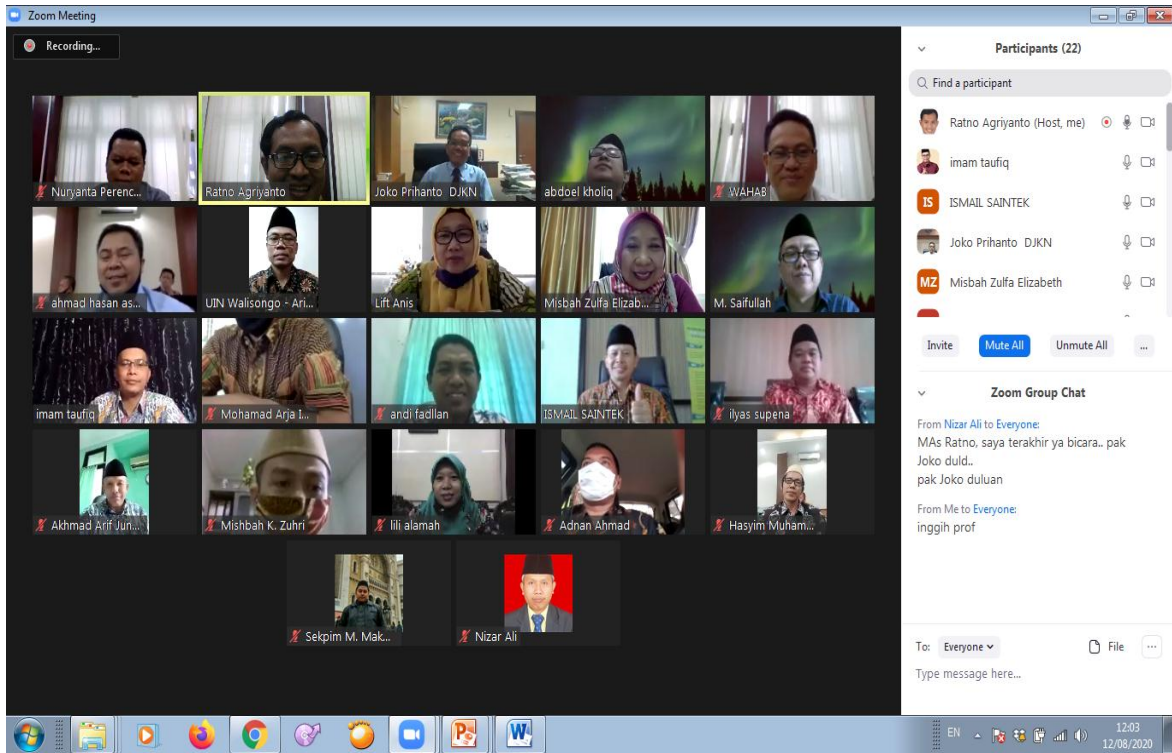 Zoom Meeting
Recording...
Nuryanta Perenc...
Ratno Agriyanto
Joko Prihanto DJKN
abdoel kholiq
WAHAB
ahmad hasan as...
UIN Walisongo - Ari...
Lift Anis
Misbah Zulfa Elizab...
M. Saifullah
imam taufiq
Mohamad Arja I...
andi fadllan
ISMAIL SAINTEK
ilyas supena
Akhmad Arif Jun...
Mishbah K. Zuhri
lili alamah
Adnan Ahmad
Hasyim Muham...
Sekpim M. Mak...
Nizar Ali
Participants (22)
Find a participant
Ratno Agriyanto (Host, me)
imam taufiq
IS ISMAIL SAINTEK
Joko Prihanto DJKN
MZ Misbah Zulfa Elizabeth
Invite Mute All Unmute All ...
Zoom Group Chat
From Nizar Ali to Everyone:
MAs Ratno, saya terakhir ya bicara.. pak
Joko duld..
pak Joko duluan
From Me to Everyone:
inggih prof
To: Everyone File ...
Type message here...
EN 12:03
12/08/2020